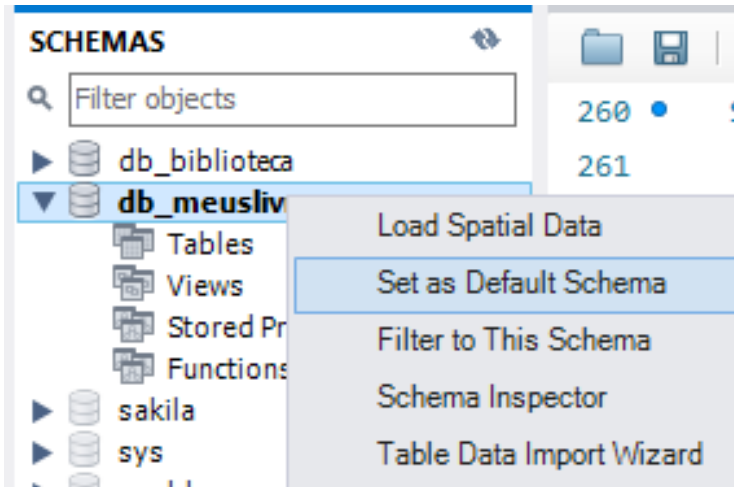 SCHEMAS
Filter objects
db_biblioteca
db_meusliv
Tables
Views
Stored Pr
Functions
sakila
sys
260
261
Load Spatial Data
Set as Default Schema
Filter to This Schema
Schema Inspector
Table Data Import Wizard